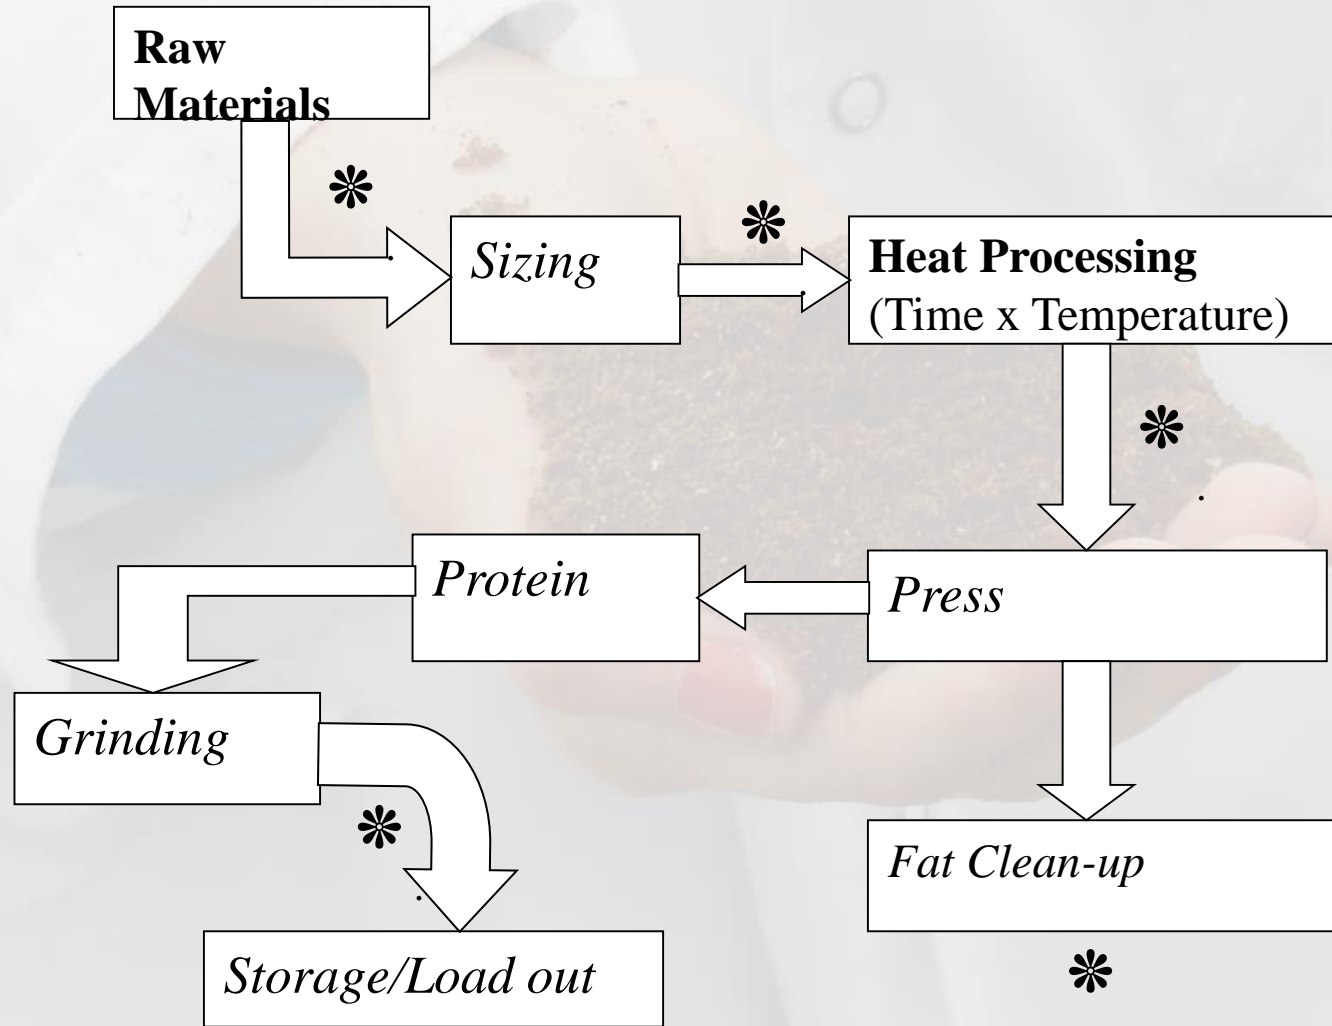 Raw
Materials
Sizing
Heat Processing
(Time x Temperature)
Protein
Press
Grinding
Fat Clean-up
Storage/Load out